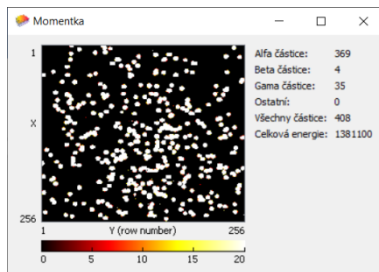 Momentka
1
X
256
1 Y (row number) 256
0 5 10 15 20
Alfa částice: 369
Beta částice: 4
Gama částice: 35
Ostatní: 0
Všechny částice: 408
Celková energie: 1381100